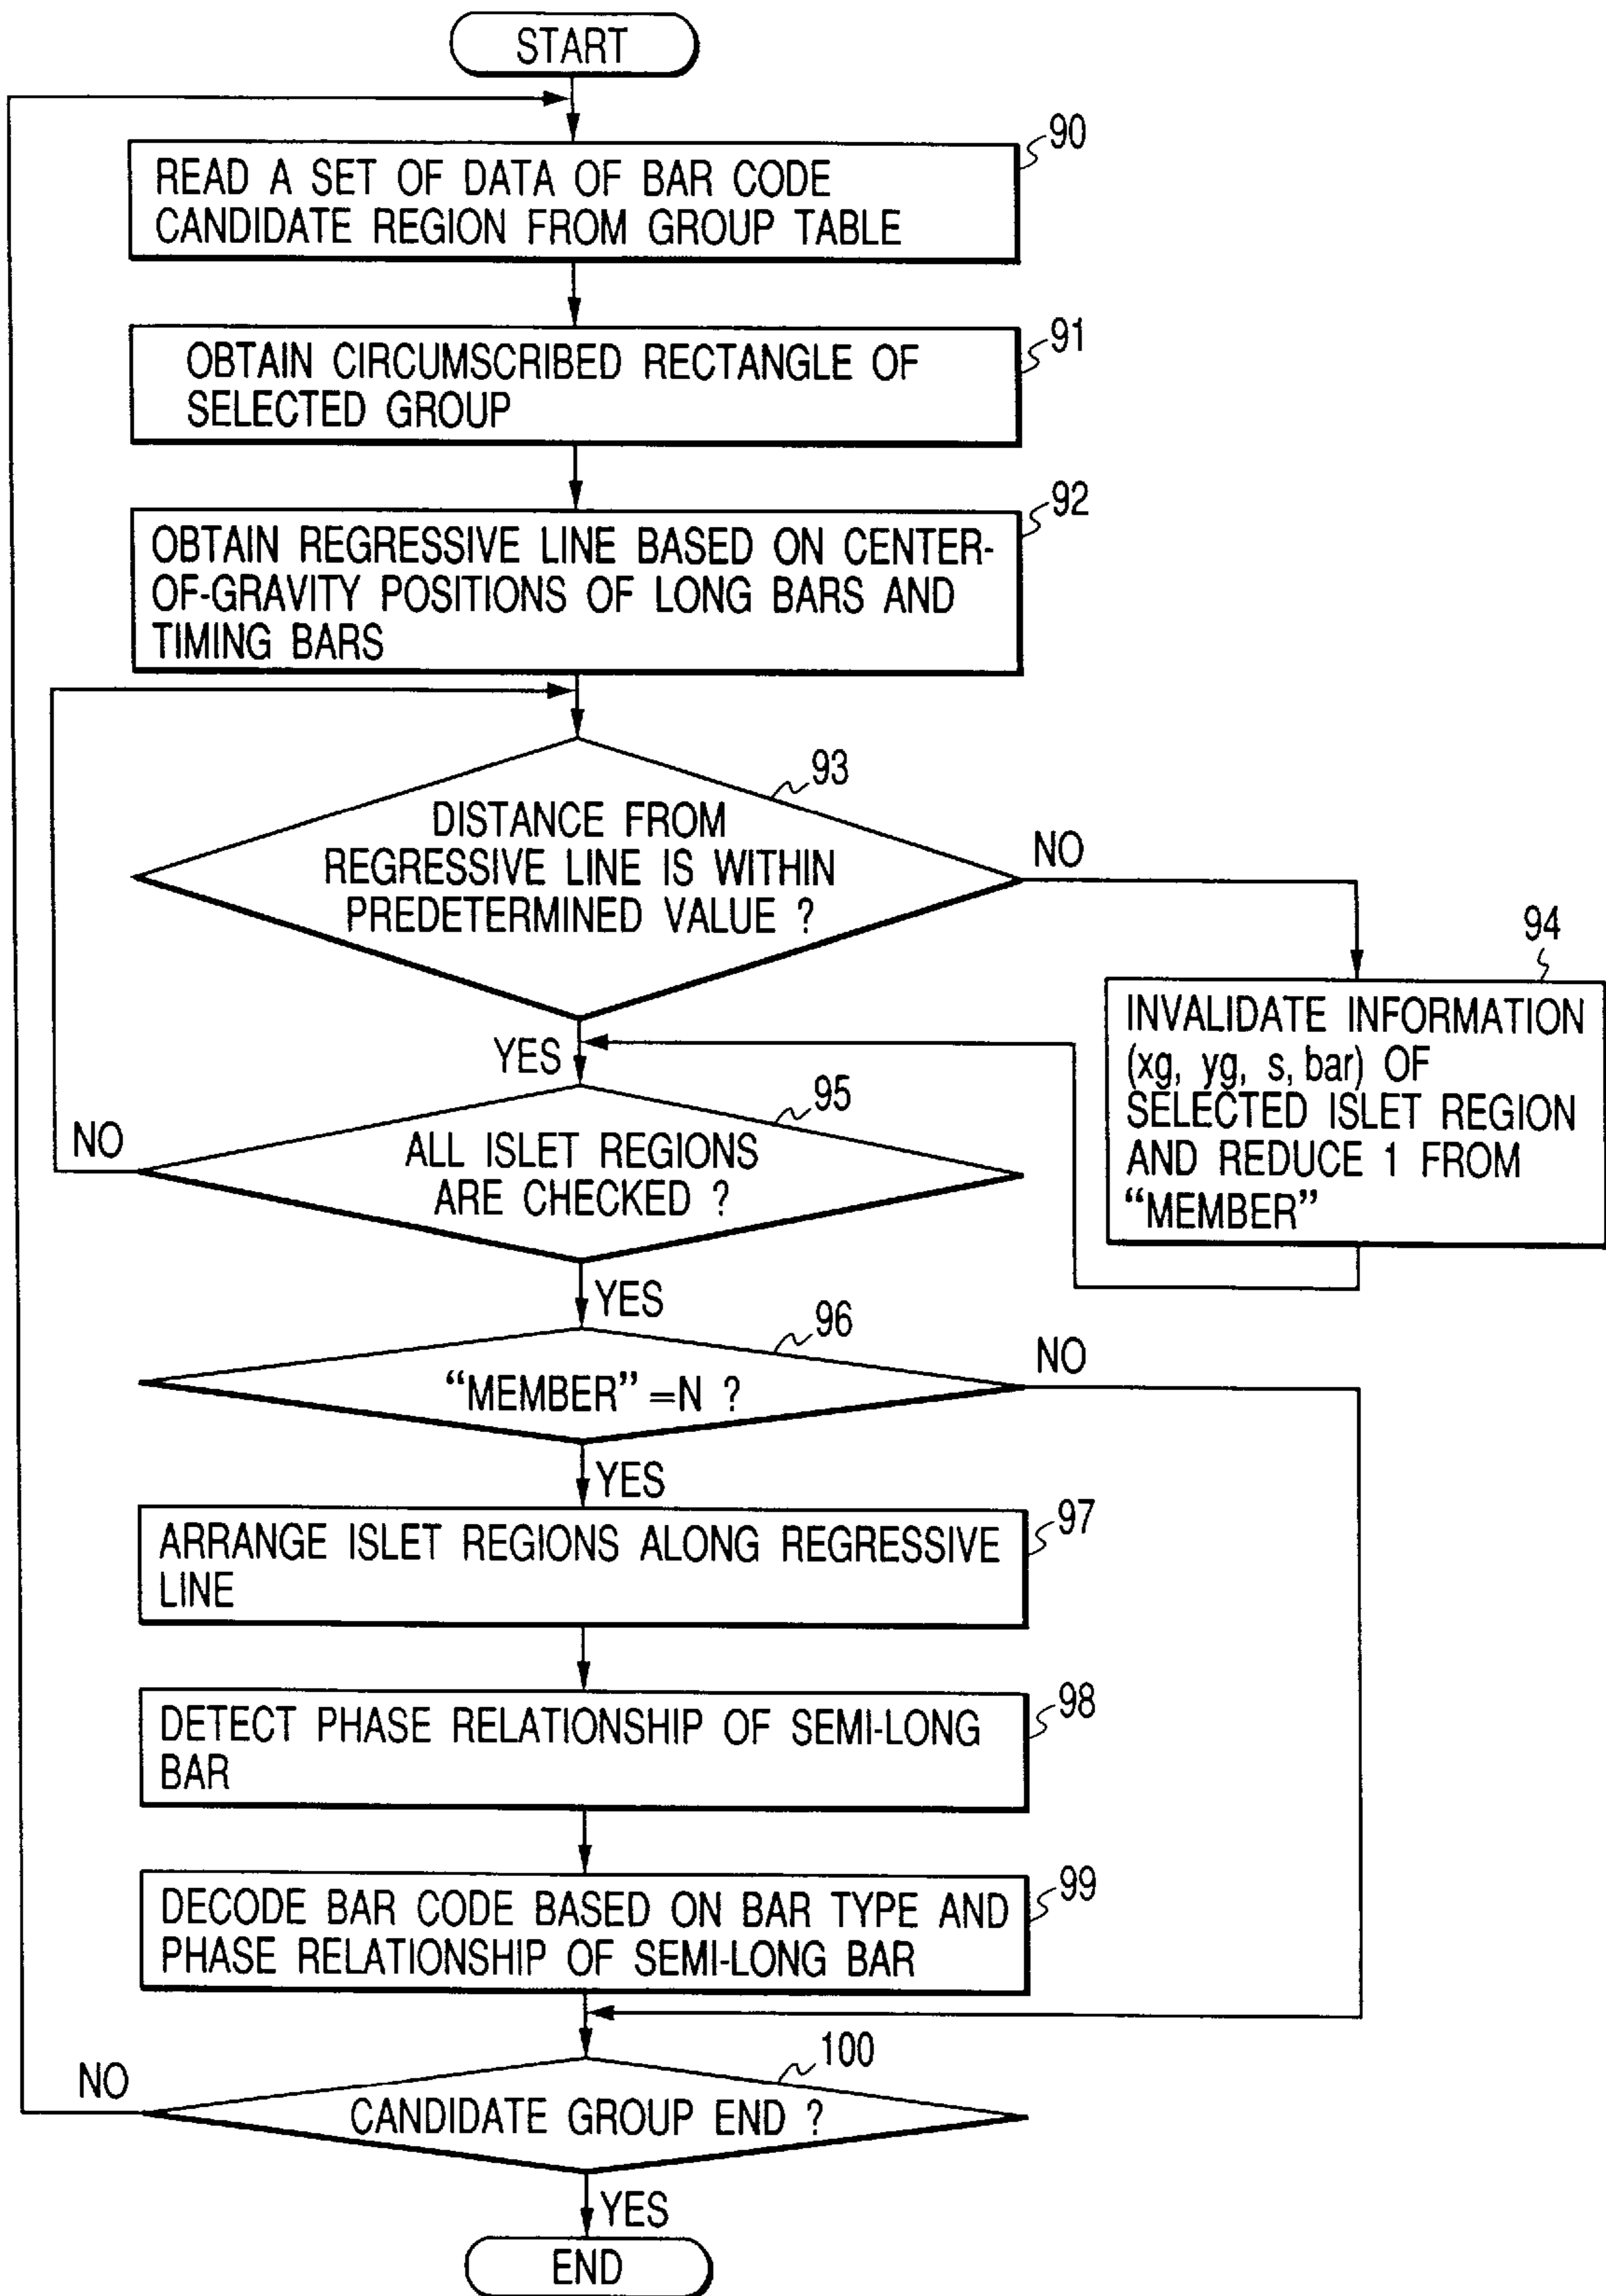 START
90
READ A SET OF DATA OF BAR CODE
CANDIDATE REGION FROM GROUP TABLE
91
OBTAIN CIRCUMSCRIBED RECTANGLE OF
SELECTED GROUP
92
OBTAIN REGRESSIVE LINE BASED ON CENTER-
OF-GRAVITY POSITIONS OF LONG BARS AND
TIMING BARS
93
DISTANCE FROM
REGRESSIVE LINE IS WITHIN
PREDETERMINED VALUE ?
NO
YES
94
INVALIDATE INFORMATION
(xg, yg, s, bar) OF
SELECTED ISLET REGION
AND REDUCE 1 FROM
“MEMBER”
95
ALL ISLET REGIONS
ARE CHECKED ?
NO
YES
96
“MEMBER” =N ?
NO
YES
97
ARRANGE ISLET REGIONS ALONG REGRESSIVE
LINE
98
DETECT PHASE RELATIONSHIP OF SEMI-LONG
BAR
99
DECODE BAR CODE BASED ON BAR TYPE AND
PHASE RELATIONSHIP OF SEMI-LONG BAR
100
CANDIDATE GROUP END ?
NO
YES
END